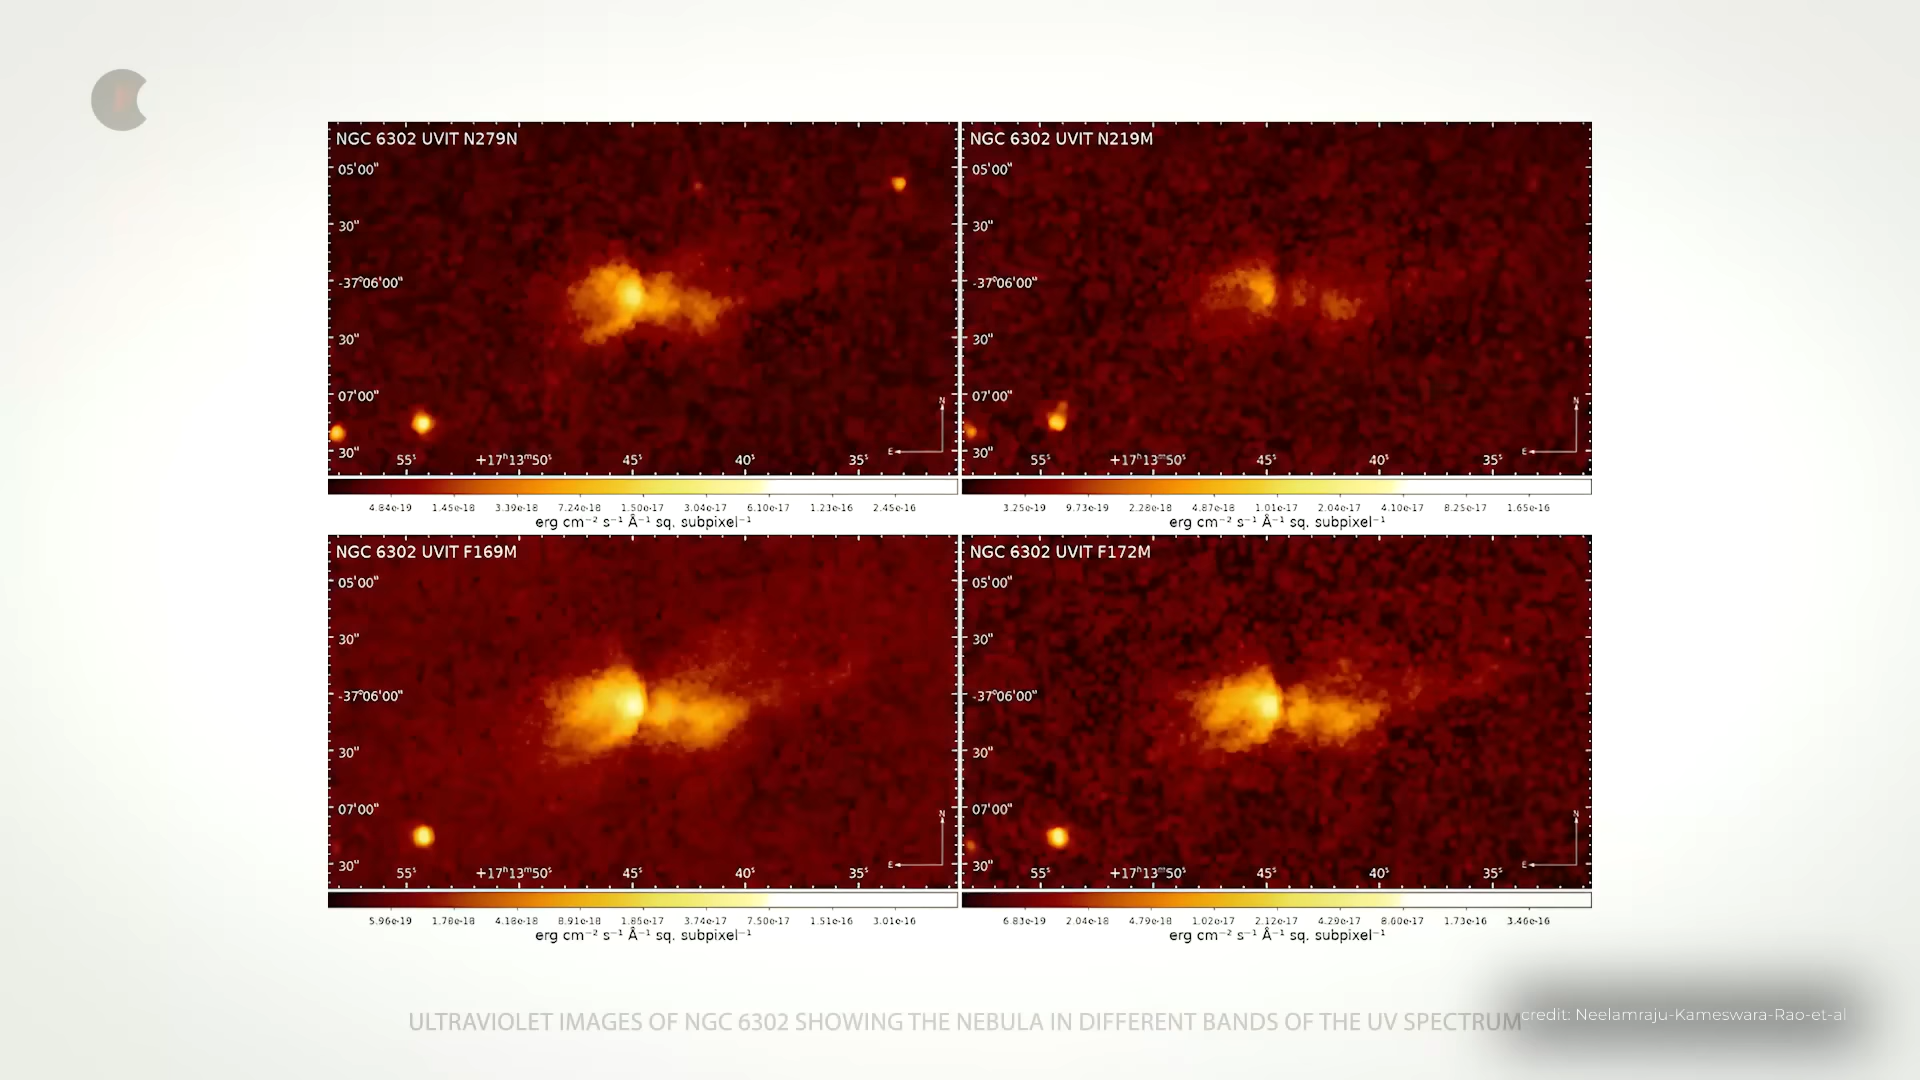 NGC 6302 UVIT N279N
05'00"
30"
-37°06'00"
30"
07'00"
30"
55ˢ +17ʰ13ᵐ50ˢ 45ˢ 40ˢ 35ˢ
N
E
4.84e-19 1.45e-18 3.39e-18 7.24e-18 1.50e-17 3.04e-17 6.10e-17 1.23e-16 2.45e-16
erg cm⁻² s⁻¹ Å⁻¹ sq. subpixel⁻¹
NGC 6302 UVIT N219M
05'00"
30"
-37°06'00"
30"
07'00"
30"
55ˢ +17ʰ13ᵐ50ˢ 45ˢ 40ˢ 35ˢ
N
E
3.25e-19 9.73e-19 2.28e-18 4.87e-18 1.01e-17 2.04e-17 4.10e-17 8.25e-17 1.65e-16
erg cm⁻² s⁻¹ Å⁻¹ sq. subpixel⁻¹
NGC 6302 UVIT F169M
05'00"
30"
-37°06'00"
30"
07'00"
30"
55ˢ +17ʰ13ᵐ50ˢ 45ˢ 40ˢ 35ˢ
N
E
5.96e-19 1.78e-18 4.18e-18 8.91e-18 1.85e-17 3.74e-17 7.50e-17 1.51e-16 3.01e-16
erg cm⁻² s⁻¹ Å⁻¹ sq. subpixel⁻¹
NGC 6302 UVIT F172M
05'00"
30"
-37°06'00"
30"
07'00"
30"
55ˢ +17ʰ13ᵐ50ˢ 45ˢ 40ˢ 35ˢ
N
E
6.83e-19 2.04e-18 4.79e-18 1.02e-17 2.12e-17 4.29e-17 8.60e-17 1.73e-16 3.46e-16
erg cm⁻² s⁻¹ Å⁻¹ sq. subpixel⁻¹
ULTRAVIOLET IMAGES OF NGC 6302 SHOWING THE NEBULA IN DIFFERENT BANDS OF THE UV SPECTRUM
credit: Neelamraju-Kameswara-Rao-et-al